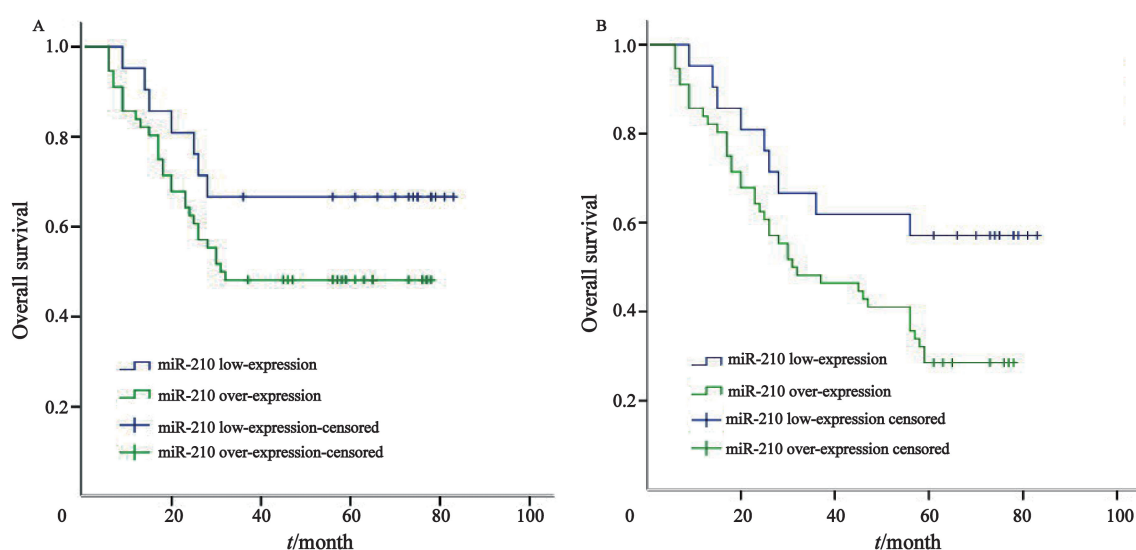 A
1.0
0.8
0.6
0.4
0.2
0
20
40
60
80
100
Overall survival
t/month
miR-210 low-expression
miR-210 over-expression
miR-210 low-expression-censored
miR-210 over-expression-censored
B
1.0
0.8
0.6
0.4
0.2
0
20
40
60
80
100
Overall survival
t/month
miR-210 low-expression
miR-210 over-expression
miR-210 low-expression censored
miR-210 over-expression censored